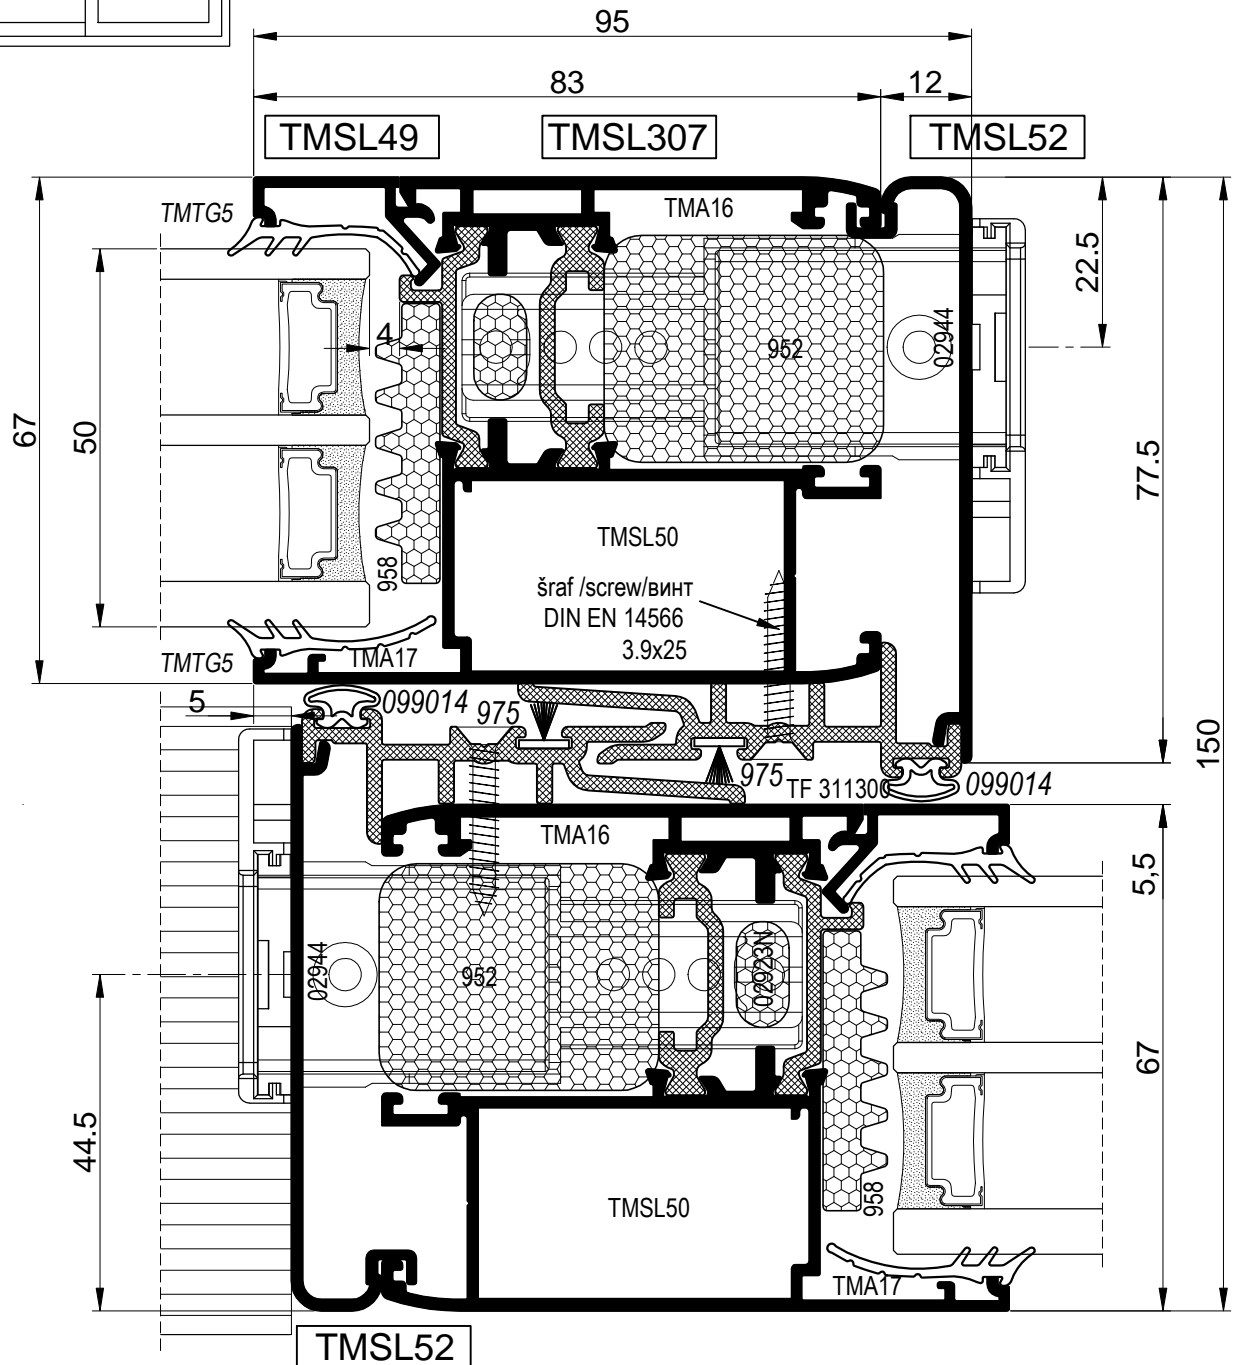 95
83
12
TMSL49
TMSL307
TMSL52
TMTG5
TMA16
22.5
4
952
02944
67
50
77.5
TMSL50
958
šraf /screw/винт
DIN EN 14566
3.9x25
TMTG5
TMA17
5
099014
975
150
975
TF 311300
099014
TMA16
5,5
02944
952
02923N
67
44.5
958
TMSL50
TMA17
TMSL52